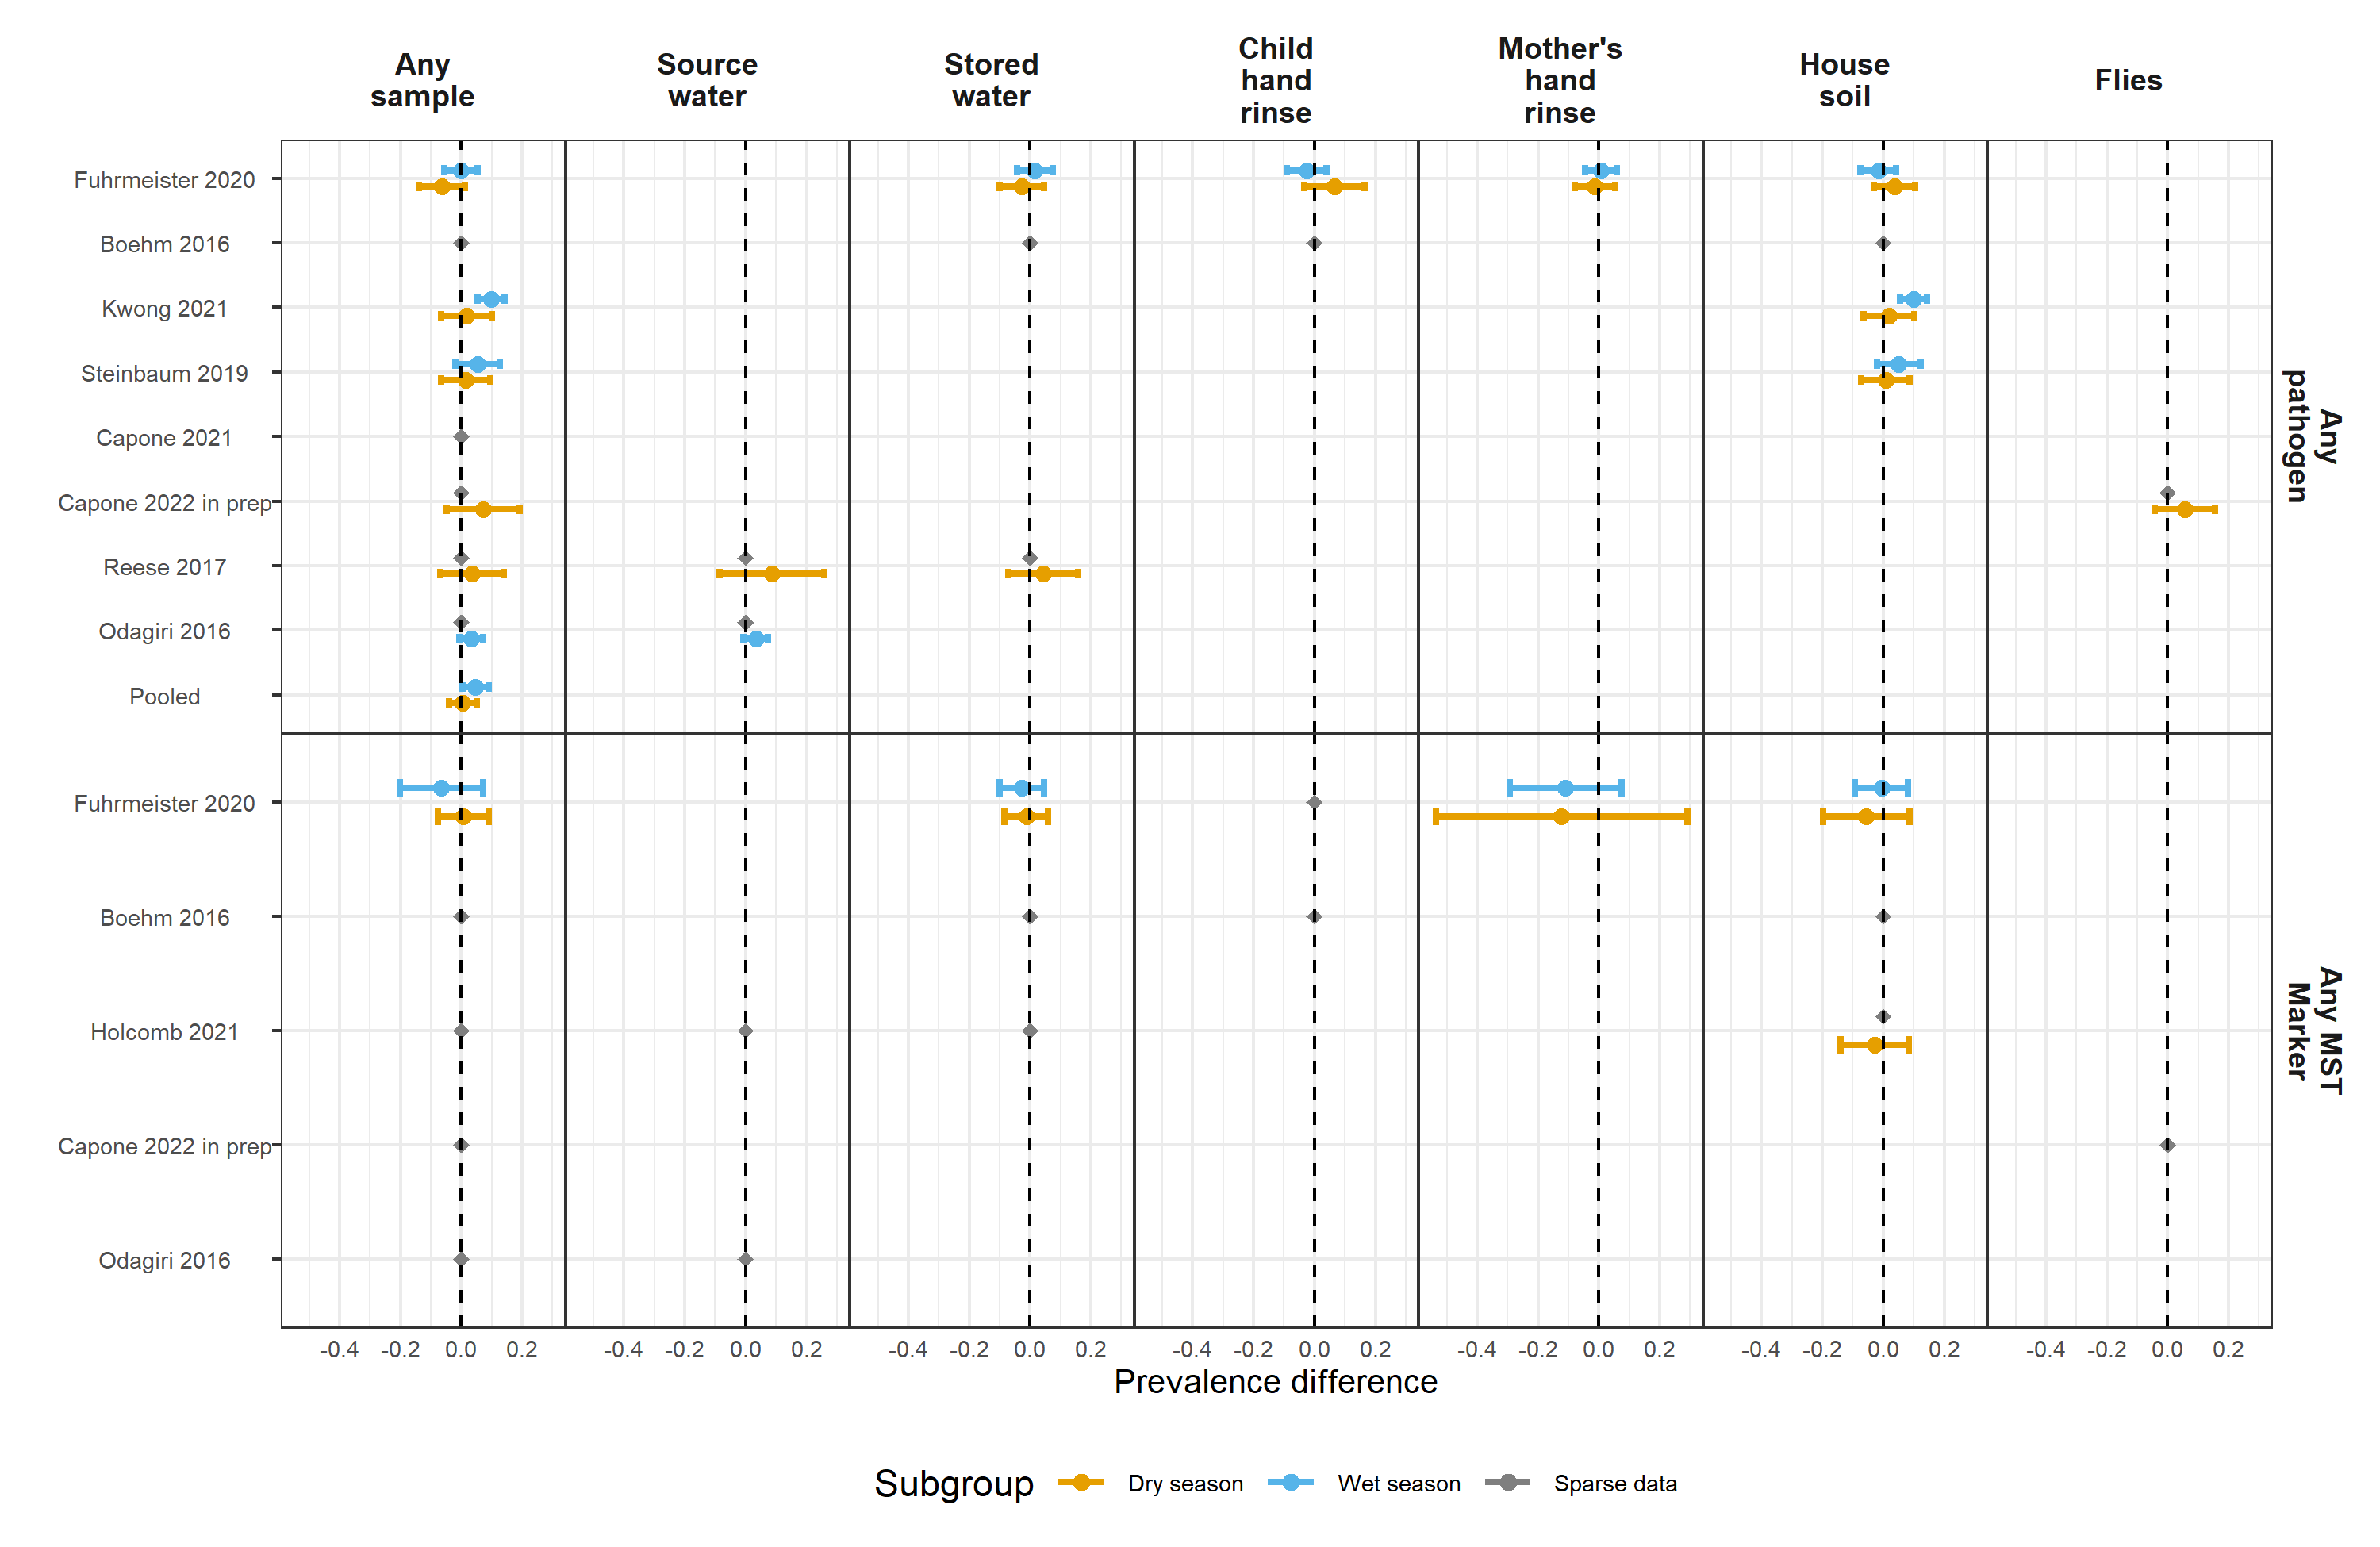 Any
sample
Source
water
Stored
water
Child
hand
rinse
Mother's
hand
rinse
House
soil
Flies
Fuhrmeister 2020
Boehm 2016
Kwong 2021
Steinbaum 2019
Capone 2021
Capone 2022 in prep
Reese 2017
Odagiri 2016
Pooled
Any
pathogen
Fuhrmeister 2020
Boehm 2016
Holcomb 2021
Capone 2022 in prep
Odagiri 2016
Any MST
Marker
-0.4 -0.2 0.0 0.2 -0.4 -0.2 0.0 0.2 -0.4 -0.2 0.0 0.2 -0.4 -0.2 0.0 0.2 -0.4 -0.2 0.0 0.2 -0.4 -0.2 0.0 0.2 -0.4 -0.2 0.0 0.2
Prevalence difference
Subgroup Dry season Wet season Sparse data